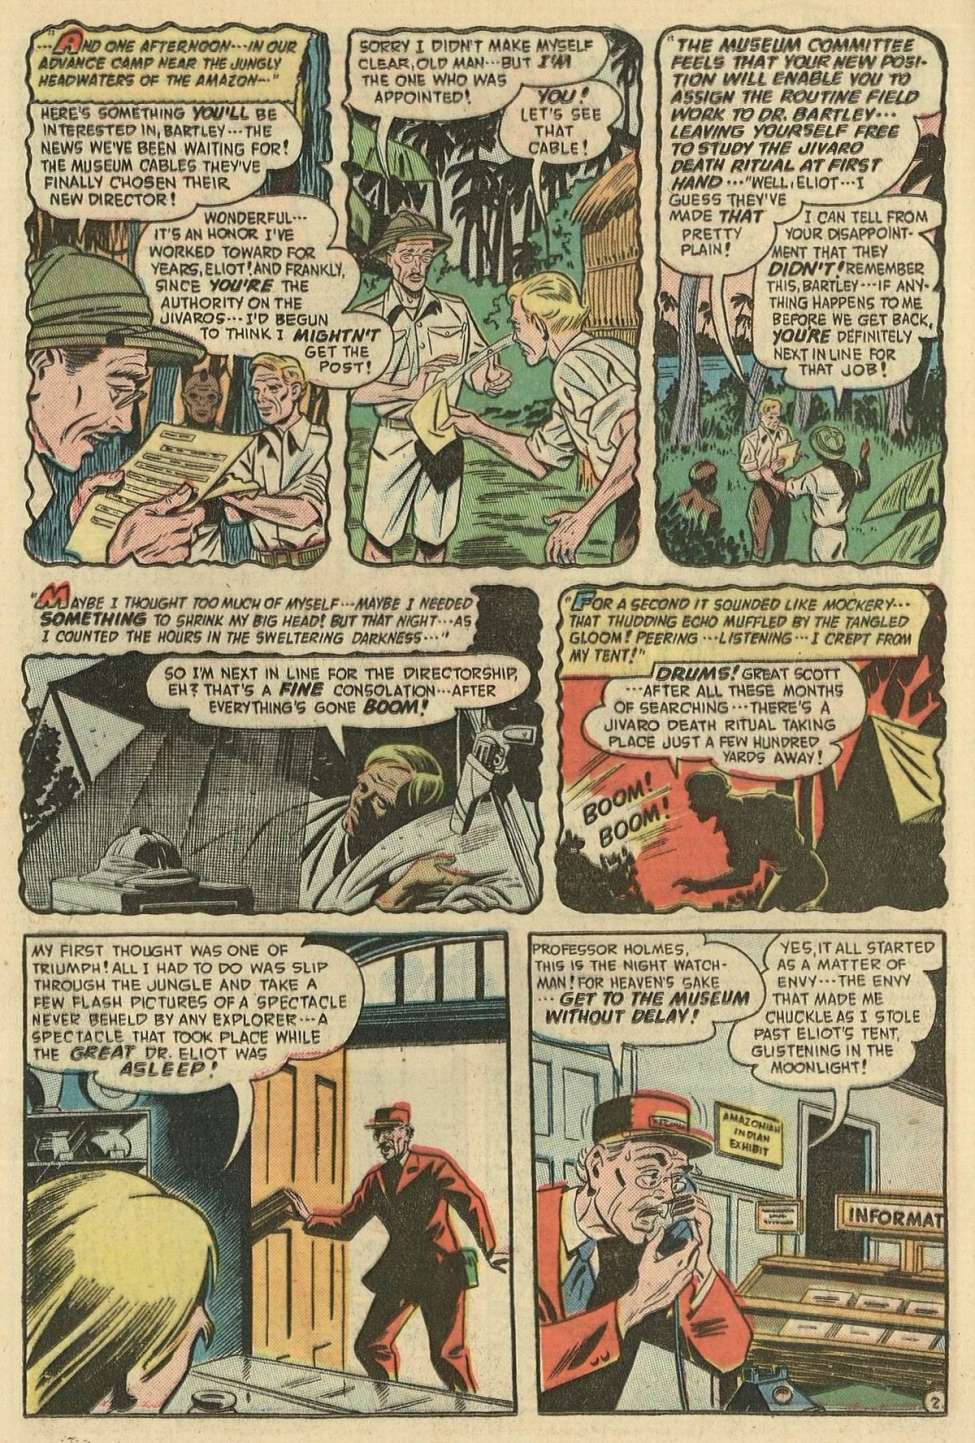 "...AND ONE AFTERNOON...IN OUR
ADVANCE CAMP NEAR THE JUNGLY
HEADWATERS OF THE AMAZON..."
HERE'S SOMETHING YOU'LL BE
INTERESTED IN, BARTLEY...THE
NEWS WE'VE BEEN WAITING FOR!
THE MUSEUM CABLES THEY'VE
FINALLY CHOSEN THEIR
NEW DIRECTOR!
WONDERFUL...
IT'S AN HONOR I'VE
WORKED TOWARD FOR
YEARS, ELIOT! AND FRANKLY,
SINCE YOU'RE THE
AUTHORITY ON THE
JIVAROS...I'D BEGUN
TO THINK I MIGHTN'T
GET THE
POST!
SORRY I DIDN'T MAKE MYSELF
CLEAR, OLD MAN...BUT I'M
THE ONE WHO WAS
APPOINTED!
YOU!
LET'S SEE
THAT
CABLE!
"THE MUSEUM COMMITTEE
FEELS THAT YOUR NEW POSI-
TION WILL ENABLE YOU TO
ASSIGN THE ROUTINE FIELD
WORK TO DR. BARTLEY...
LEAVING YOURSELF FREE
TO STUDY THE JIVARO
DEATH RITUAL AT FIRST
HAND..."WELL, ELIOT...I
GUESS THEY'VE
MADE THAT
PRETTY
PLAIN!
I CAN TELL FROM
YOUR DISAPPOINT-
MENT THAT THEY
DIDN'T! REMEMBER
THIS, BARTLEY...IF ANY-
THING HAPPENS TO ME
BEFORE WE GET BACK,
YOU'RE DEFINITELY
NEXT IN LINE FOR
THAT JOB!
"MAYBE I THOUGHT TOO MUCH OF MYSELF...MAYBE I NEEDED
SOMETHING TO SHRINK MY BIG HEAD! BUT THAT NIGHT...AS
I COUNTED THE HOURS IN THE SWELTERING DARKNESS..."
SO I'M NEXT IN LINE FOR THE DIRECTORSHIP,
EH? THAT'S A FINE CONSOLATION...AFTER
EVERYTHING'S GONE BOOM!
"FOR A SECOND IT SOUNDED LIKE MOCKERY...
THAT THUDDING ECHO MUFFLED BY THE TANGLED
GLOOM! PEERING...LISTENING...I CREPT FROM
MY TENT!"
DRUMS! GREAT SCOTT
...AFTER ALL THESE MONTHS
OF SEARCHING...THERE'S A
JIVARO DEATH RITUAL TAKING
PLACE JUST A FEW HUNDRED
YARDS AWAY!
BOOM!
BOOM!
MY FIRST THOUGHT WAS ONE OF
TRIUMPH! ALL I HAD TO DO WAS SLIP
THROUGH THE JUNGLE AND TAKE A
FEW FLASH PICTURES OF A SPECTACLE
NEVER BEHELD BY ANY EXPLORER...A
SPECTACLE THAT TOOK PLACE WHILE
THE GREAT DR. ELIOT WAS
ASLEEP!
PROFESSOR HOLMES,
THIS IS THE NIGHT WATCH-
MAN! FOR HEAVEN'S SAKE
...GET TO THE MUSEUM
WITHOUT DELAY!
YES, IT ALL STARTED
AS A MATTER OF
ENVY...THE ENVY
THAT MADE ME
CHUCKLE AS I STOLE
PAST ELIOT'S TENT,
GLISTENING IN THE
MOONLIGHT!
AMAZONIAN
INDIAN
EXHIBIT
INFORMAT
2